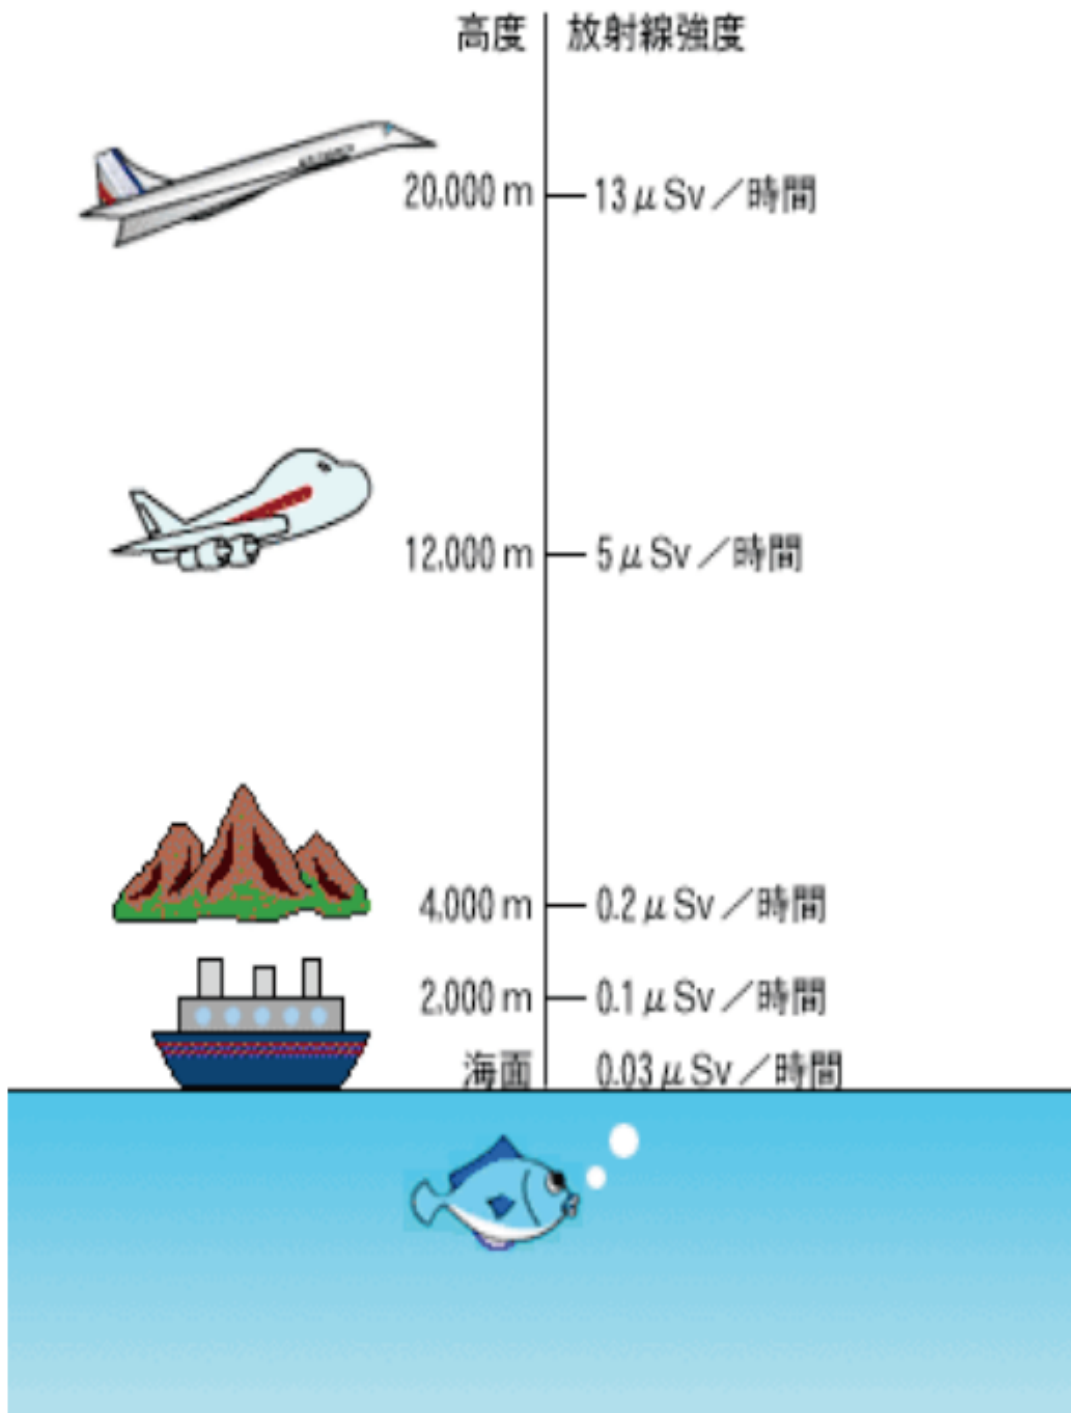 高度 放射線強度
20,000 m 13 μ Sv ／時間
12,000 m 5 μ Sv ／時間
4,000 m 0.2 μ Sv ／時間
2,000 m 0.1 μ Sv ／時間
海面 0.03 μ Sv ／時間